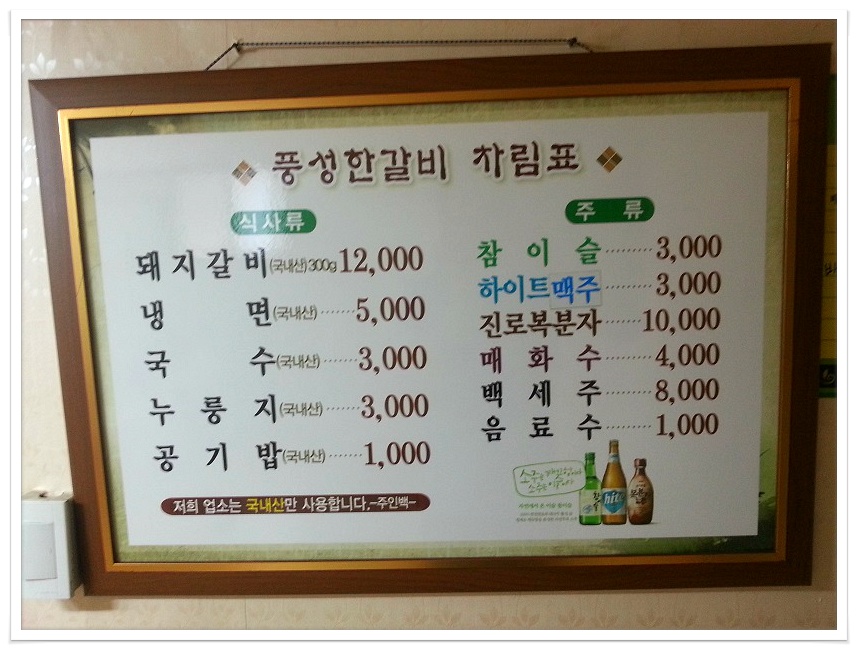 풍성한갈비 차림표
식사류
돼지갈비(국내산)300g 12,000
냉면(국내산) 5,000
국수(국내산) 3,000
누룽지(국내산) 3,000
공기밥(국내산) 1,000
저희 업소는 국내산만 사용합니다.-주인백-
주류
참이슬 3,000
하이트맥주 3,000
진로복분자 10,000
매화수 4,000
백세주 8,000
음료수 1,000
hite